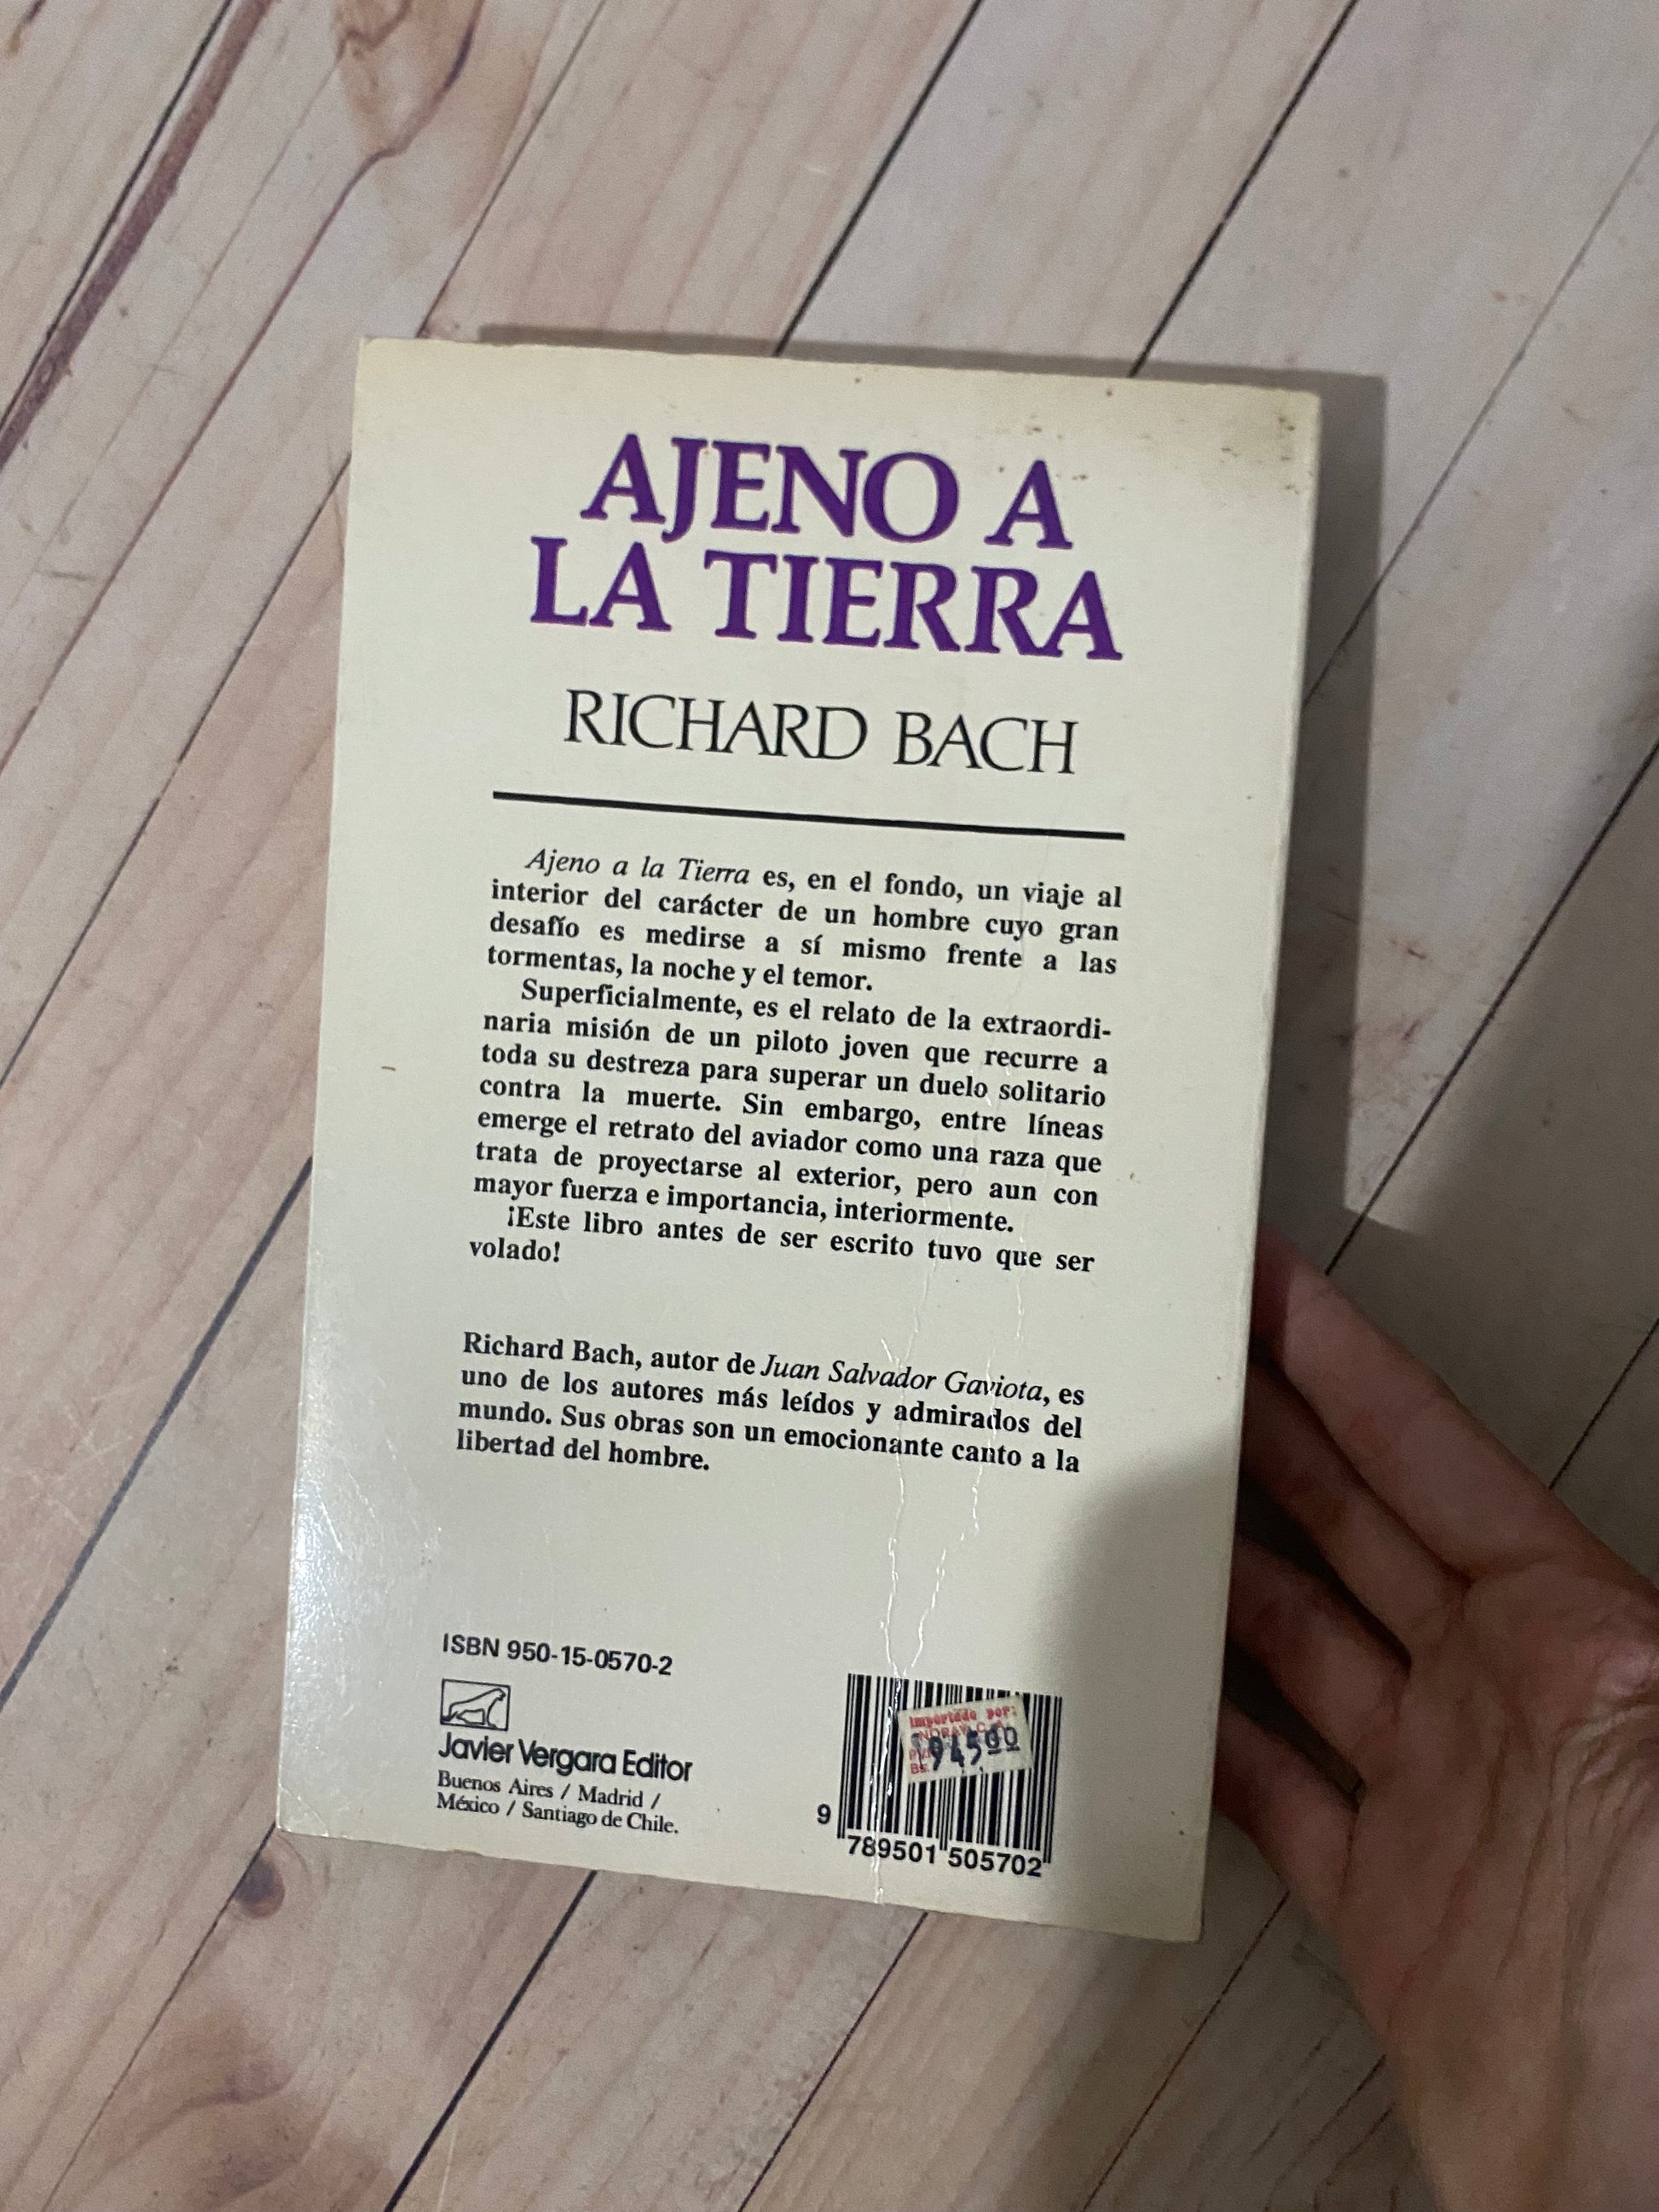 AJENO A
LA TIERRA
RICHARD BACH
Ajeno a la Tierra es, en el fondo, un viaje al
interior del carácter de un hombre cuyo gran
desafío es medirse a sí mismo frente a las
tormentas, la noche y el temor.
Superficialmente, es el relato de la extraordi-
naria misión de un piloto joven que recurre a
toda su destreza para superar un duelo solitario
contra la muerte. Sin embargo, entre líneas
emerge el retrato del aviador como una raza que
trata de proyectarse al exterior, pero aun con
mayor fuerza e importancia, interiormente.
¡Este libro antes de ser escrito tuvo que ser
volado!
Richard Bach, autor de Juan Salvador Gaviota, es
uno de los autores más leídos y admirados del
mundo. Sus obras son un emocionante canto a la
libertad del hombre.
ISBN 950-15-0570-2
Javier Vergara Editor
Buenos Aires / Madrid /
México / Santiago de Chile.
Importado por:
9 789501 505702